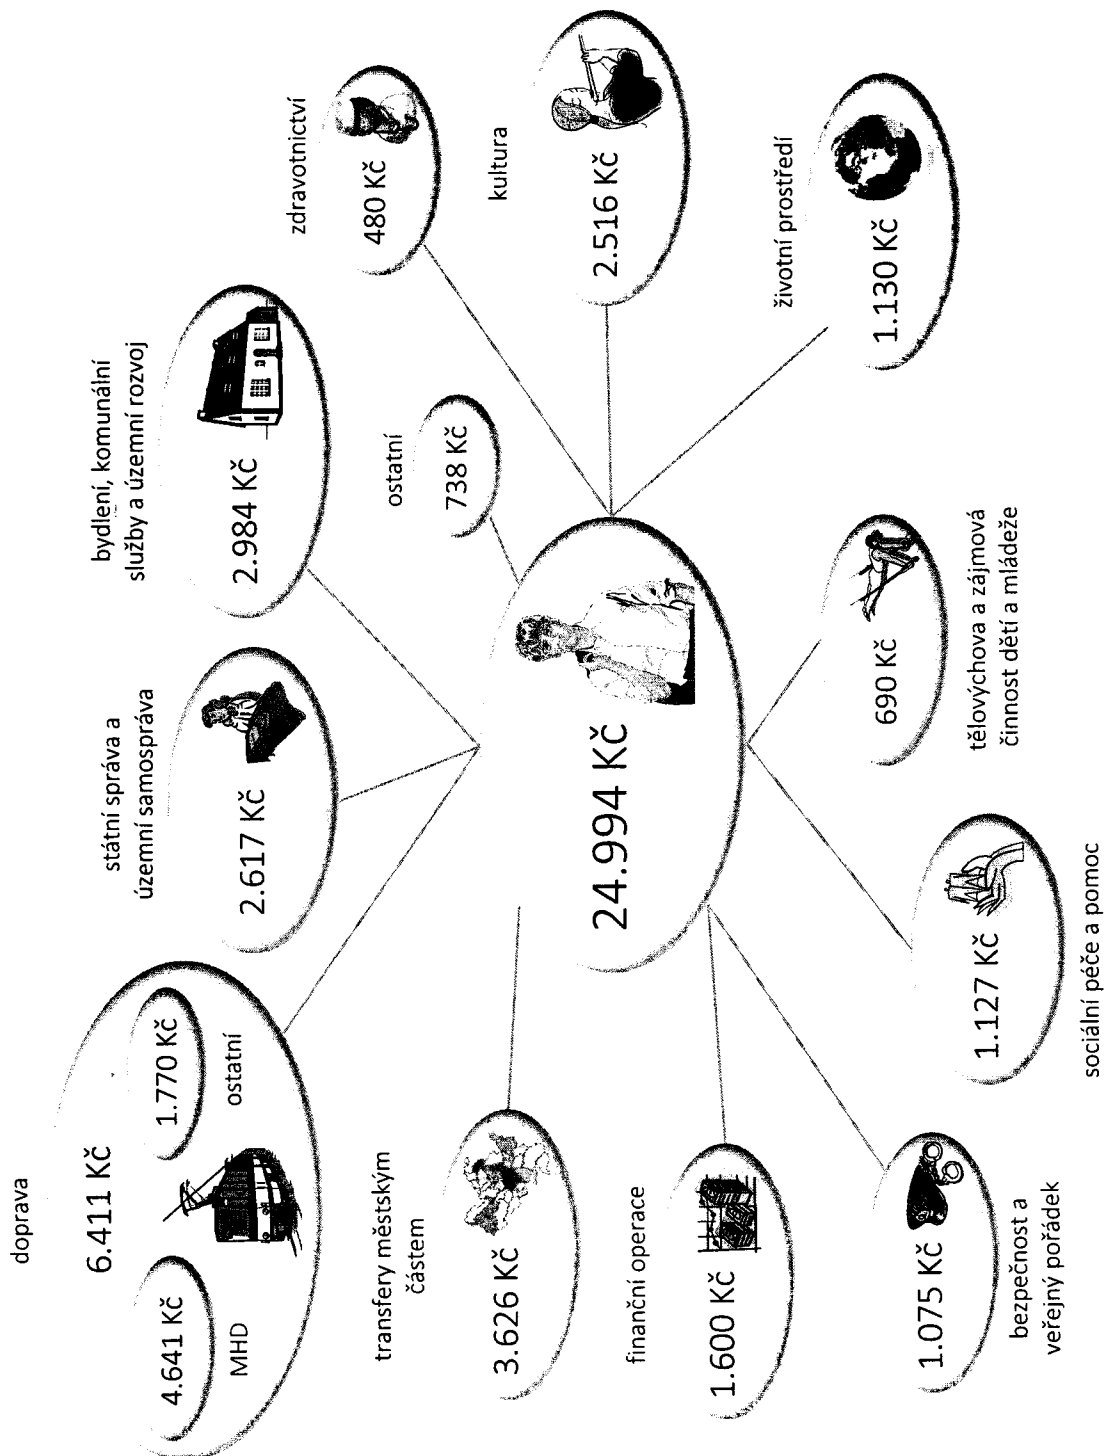 doprava
6.411 Kč
4.641 Kč
MHD
1.770 Kč
ostatní
státní správa a
územní samospráva
2.617 Kč
bydlení, komunální
služby a územní rozvoj
2.984 Kč
zdravotnictví
480 Kč
ostatní
738 Kč
kultura
2.516 Kč
transfery městským
částem
3.626 Kč
24.994 Kč
finanční operace
1.600 Kč
životní prostředí
1.130 Kč
1.075 Kč
bezpečnost a
veřejný pořádek
1.127 Kč
sociální péče a pomoc
690 Kč
tělovýchova a zájmová
činnost dětí a mládeže